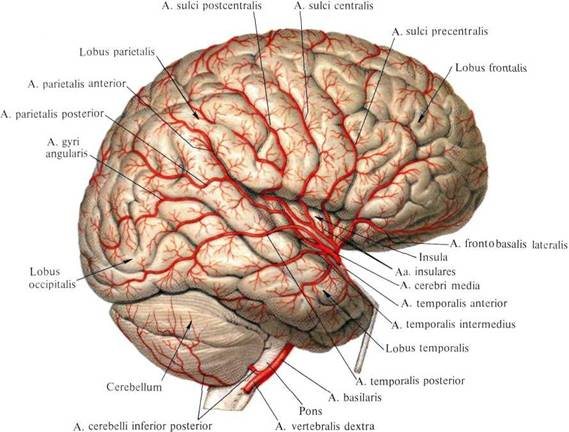 A. sulci postcentralis
A. sulci centralis
A. sulci precentralis
Lobus parietalis
Lobus frontalis
A. parietalis anterior
A. parietalis posterior
A. gyri
angularis
A. frontobasalis lateralis
Insula
Aa. insulares
Lobus
occipitalis
A. cerebri media
A. temporalis anterior
A. temporalis intermedius
Lobus temporalis
A. temporalis posterior
Cerebellum
A. basilaris
Pons
A. cerebelli inferior posterior
A. vertebralis dextra